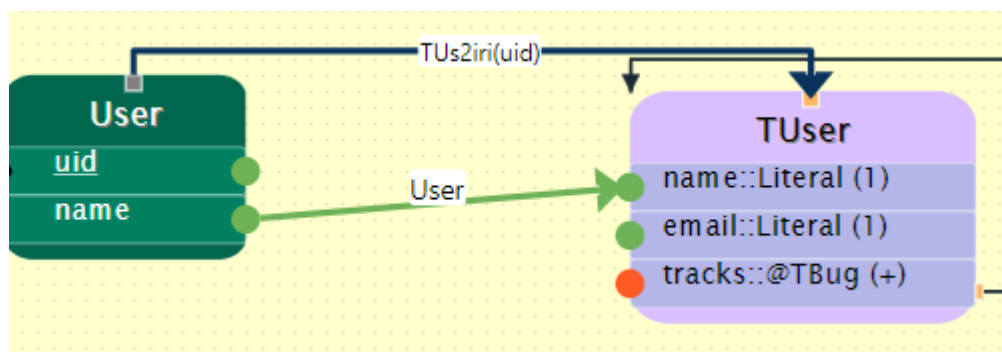 TUs2iri(uid)
User
uid
name
User
TUser
name::Literal (1)
email::Literal (1)
tracks::@TBug (+)